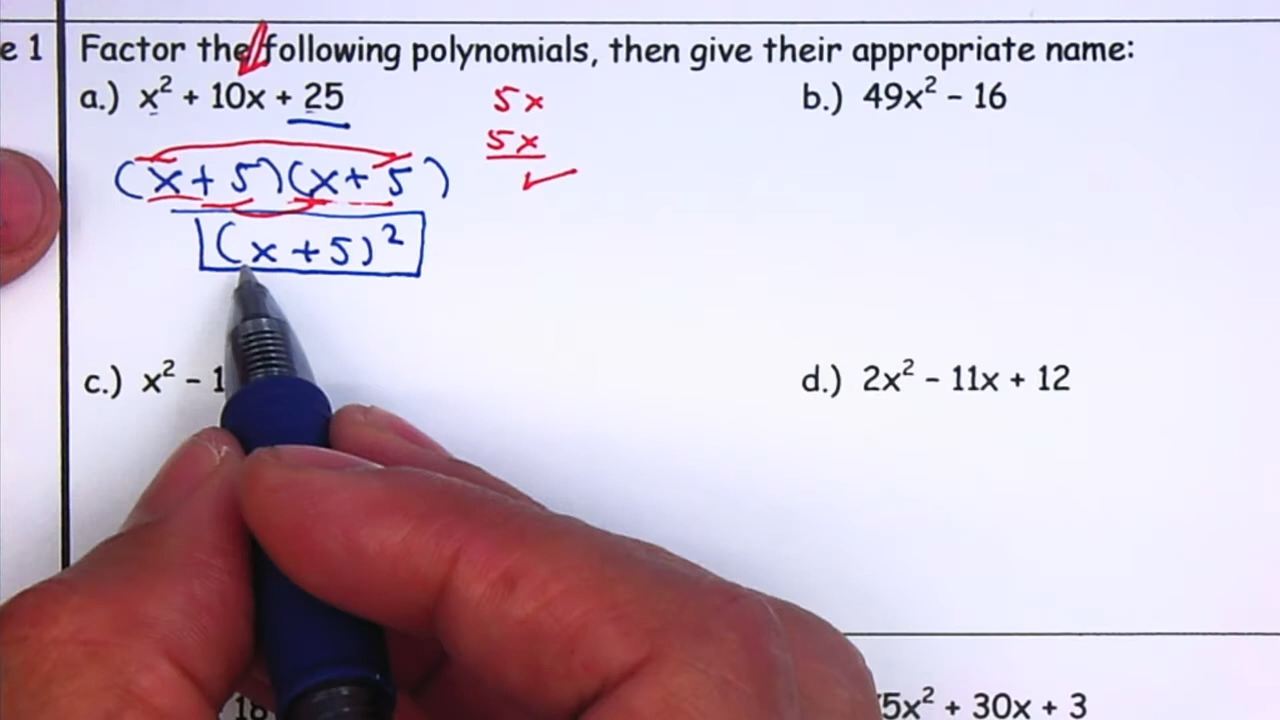 e 1 Factor the following polynomials, then give their appropriate name:
a.) x² + 10x + 25
5x
5x
(x + 5)(x + 5)
(x + 5)²
b.) 49x² - 16
c.) x² - 1
d.) 2x² - 11x + 12
18
5x² + 30x + 3